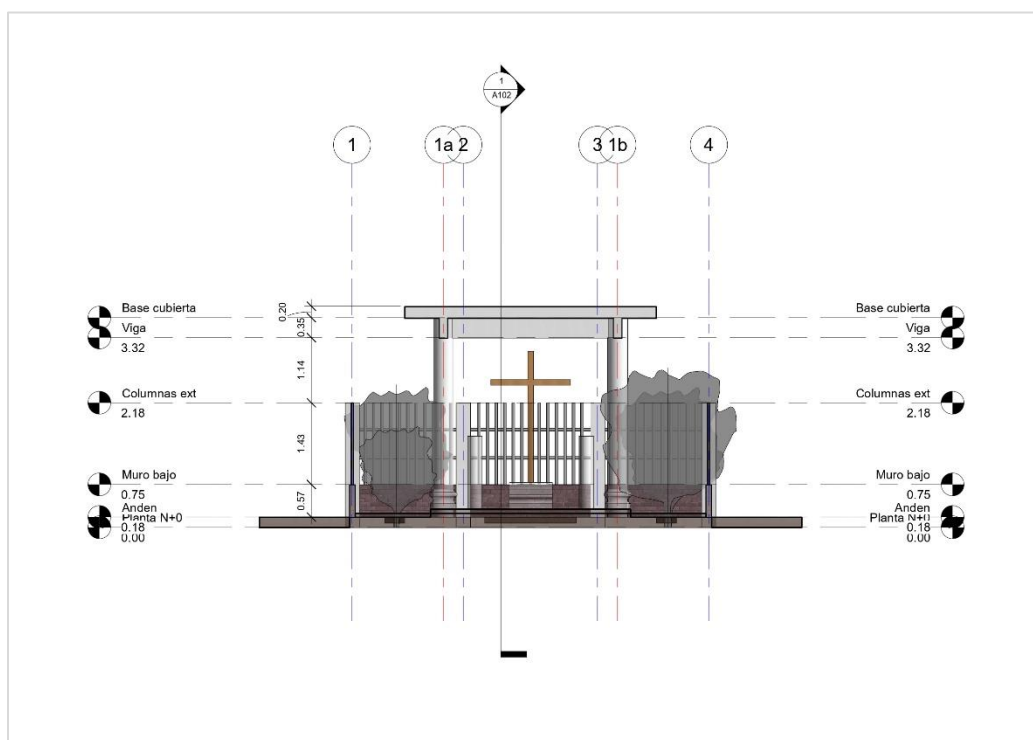 1
A102
1
1a
2
3
1b
4
Base cubierta
Viga
3.32
Columnas ext
2.18
Muro bajo
0.75
Anden
Planta N+0
0.18
0.00
0.20
0.35
1.14
1.43
0.57
Base cubierta
Viga
3.32
Columnas ext
2.18
Muro bajo
0.75
Anden
Planta N+0
0.18
0.00